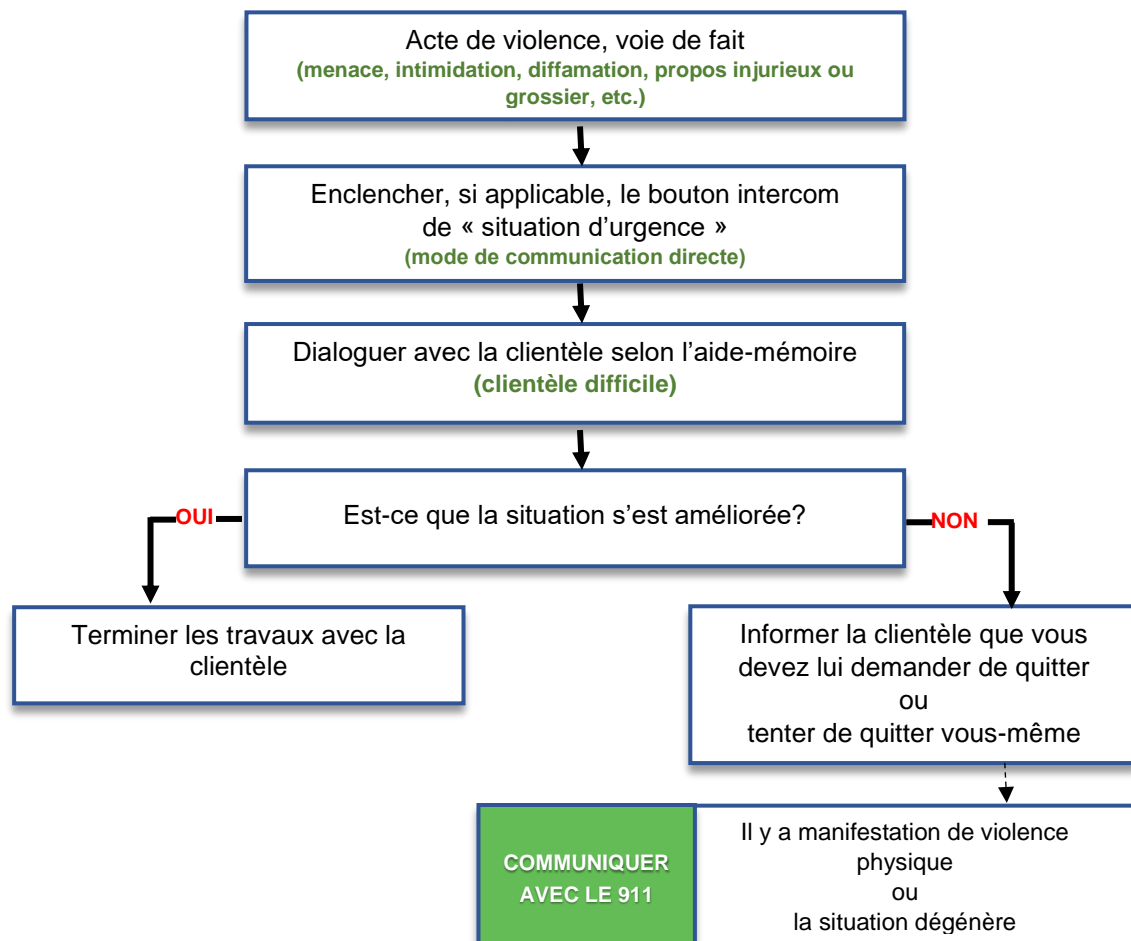 Acte de violence, voie de fait
(menace, intimidation, diffamation, propos injurieux ou
grossier, etc.)
Enclencher, si applicable, le bouton intercom
de « situation d’urgence »
(mode de communication directe)
Dialoguer avec la clientèle selon l’aide-mémoire
(clientèle difficile)
Est-ce que la situation s’est améliorée?
OUI
NON
Terminer les travaux avec la
clientèle
Informer la clientèle que vous
devez lui demander de quitter
ou
tenter de quitter vous-même
COMMUNIQUER
AVEC LE 911
Il y a manifestation de violence
physique
ou
la situation dégénère